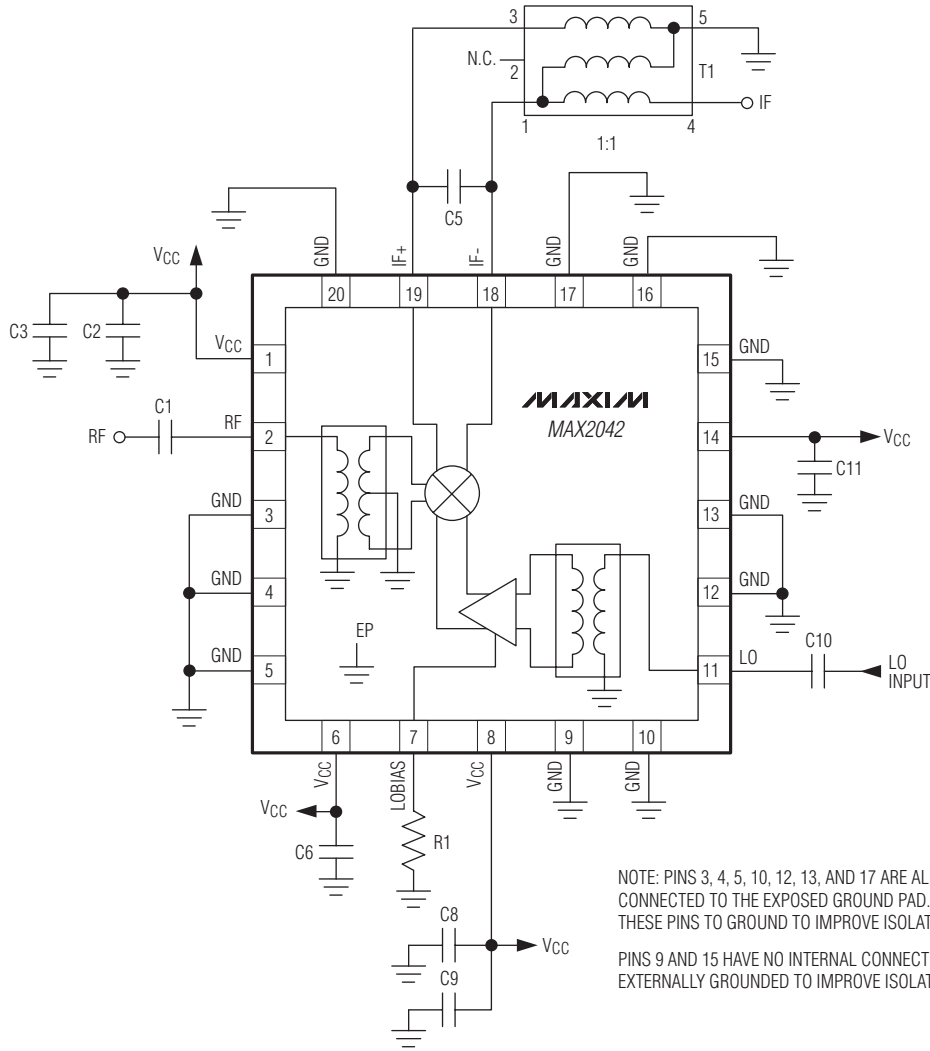 3
5
N.C.
2
T1
IF
1
4
1:1
C5
GND
IF+
IF-
GND
GND
VCC
20
19
18
17
16
C3
C2
VCC
1
15
GND
MAXIM
MAX2042
C1
RF
RF
2
14
VCC
C11
GND
3
13
GND
GND
4
12
GND
EP
C10
GND
5
11
LO
LO
INPUT
6
7
8
9
10
VCC
LOBIAS
VCC
GND
GND
VCC
R1
C6
C8
VCC
C9
NOTE: PINS 3, 4, 5, 10, 12, 13, AND 17 ARE AL
CONNECTED TO THE EXPOSED GROUND PAD.
THESE PINS TO GROUND TO IMPROVE ISOLAT
PINS 9 AND 15 HAVE NO INTERNAL CONNECT
EXTERNALLY GROUNDED TO IMPROVE ISOLAT